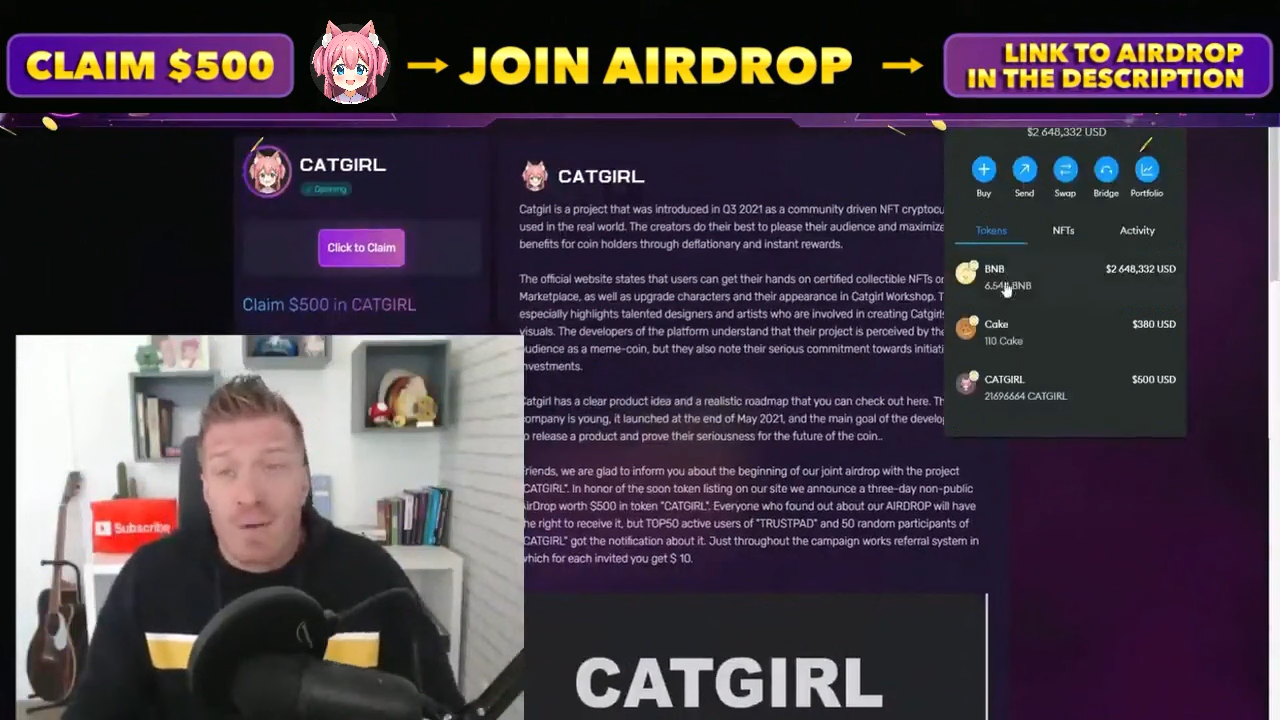 CLAIM $500
JOIN AIRDROP
LINK TO AIRDROP
IN THE DESCRIPTION
CATGIRL
Opening
Click to Claim
Claim $500 in CATGIRL
CATGIRL
Catgirl is a project that was introduced in Q3 2021 as a community driven NFT
used in the real world. The creators do their best to please their audience and maximize
benefits for coin holders through deflationary and instant rewards.
The official website states that users can get their hands on certified collectible NFTs
Marketplace, as well as upgrade characters and their appearance in Catgirl Workshop.
especially highlights talented designers and artists who are involved in creating
visuals. The developers of the platform understand that their project is perceived by
audience as a meme-coin, but they also note their serious commitment towards
investments.
Catgirl has a clear product idea and a realistic roadmap that you can check out here.
company is young, it launched at the end of May 2021, and the main goal of the
to release a product and prove their seriousness for the future of the coin..
Friends, we are glad to inform you about the beginning of our joint airdrop with the project
"CATGIRL". In honor of the soon token listing on our site we announce a three-day non-public
AirDrop worth $500 in token "CATGIRL". Everyone who found out about our AIRDROP will have
the right to receive it, but TOP50 active users of "TRUSTPAD" and 50 random participants of
"CATGIRL" got the notification about it. Just throughout the campaign works referral system in
which for each invited you get $ 10.
CATGIRL
$2 648,332 USD
Buy
Send
Swap
Bridge
Portfolio
Tokens
NFTs
Activity
BNB
$2 648,332 USD
BNB
Cake
$380 USD
110 Cake
CATGIRL
$500 USD
21696664 CATGIRL
Subscribe